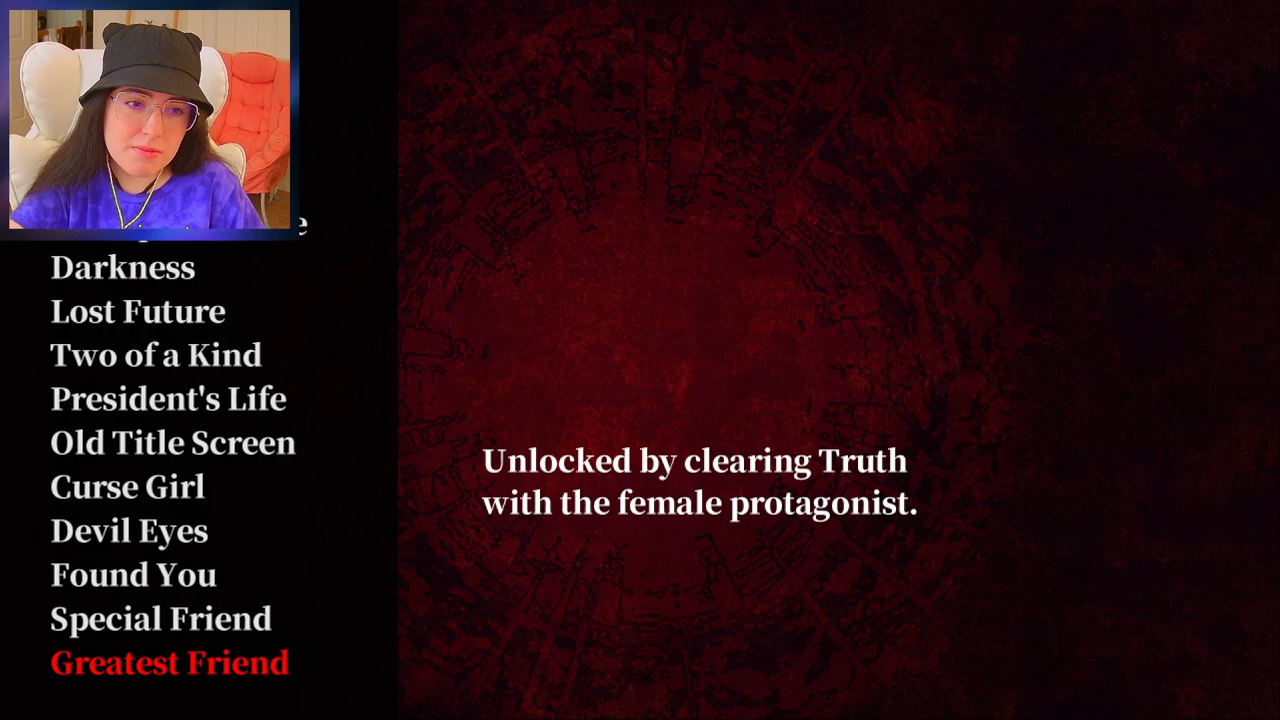 Darkness
Lost Future
Two of a Kind
President's Life
Old Title Screen
Curse Girl
Devil Eyes
Found You
Special Friend
Greatest Friend
Unlocked by clearing Truth
with the female protagonist.